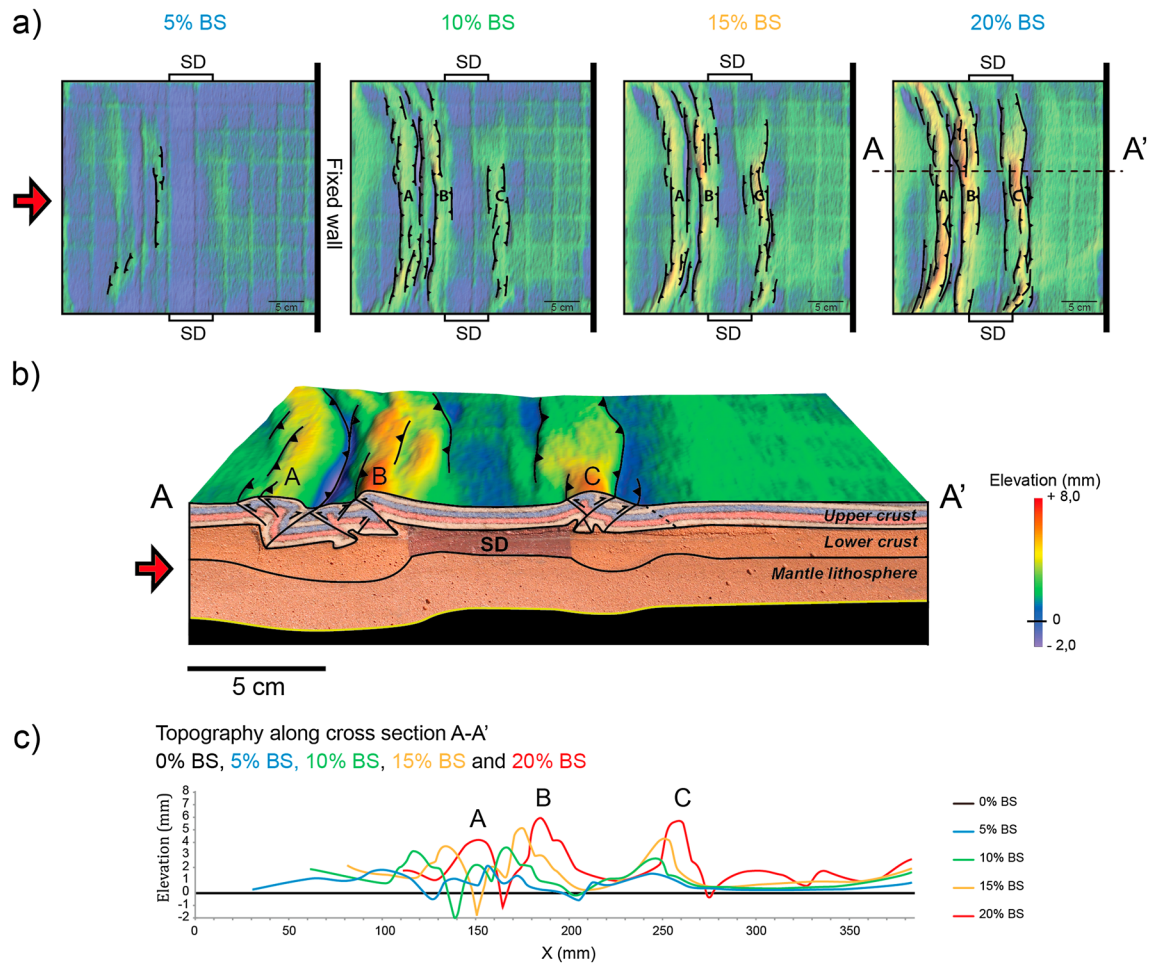 a)
5% BS
10% BS
15% BS
20% BS
SD
SD
SD
SD
Fixed wall
A
A'
A
B
C
A
B
C
A
B
C
5 cm
5 cm
5 cm
5 cm
SD
SD
SD
SD
b)
A
B
C
A
A'
Upper crust
Lower crust
Mantle lithosphere
SD
Elevation (mm)
+ 8,0
0
- 2,0
5 cm
c)
Topography along cross section A-A'
0% BS, 5% BS, 10% BS, 15% BS and 20% BS
Elevation (mm)
8
7
6
5
4
3
2
1
0
-1
-2
A
B
C
0
50
100
150
200
250
300
350
X (mm)
0% BS
5% BS
10% BS
15% BS
20% BS